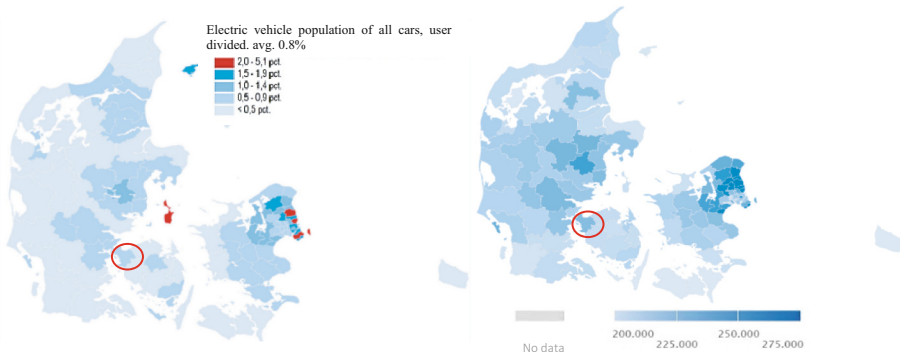 Electric vehicle population of all cars, user
divided. avg. 0.8%
2,0 - 5,1 pct.
1,5 - 1,9 pct.
1,0 - 1,4 pct.
0,5 - 0,9 pct.
< 0,5 pct.
No data
200.000
225.000
250.000
275.000